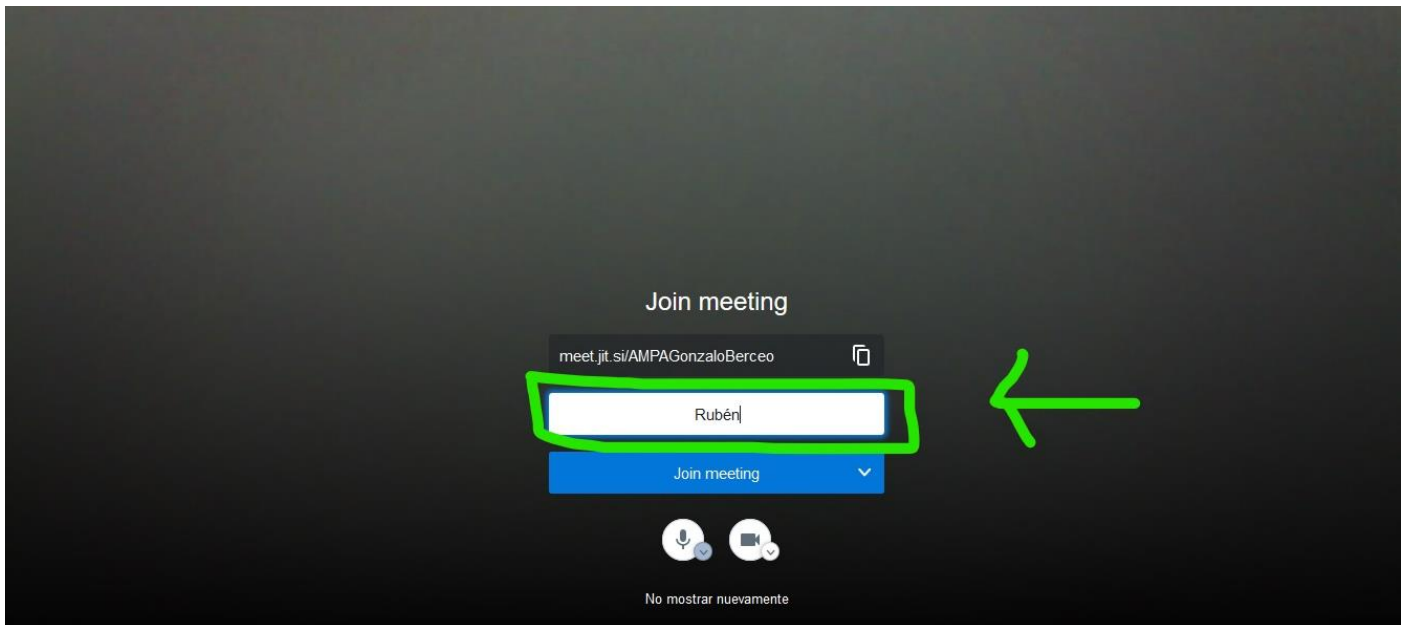 Join meeting
meet.jit.si/AMPAGonzaloBerceo
Rubén
Join meeting
No mostrar nuevamente